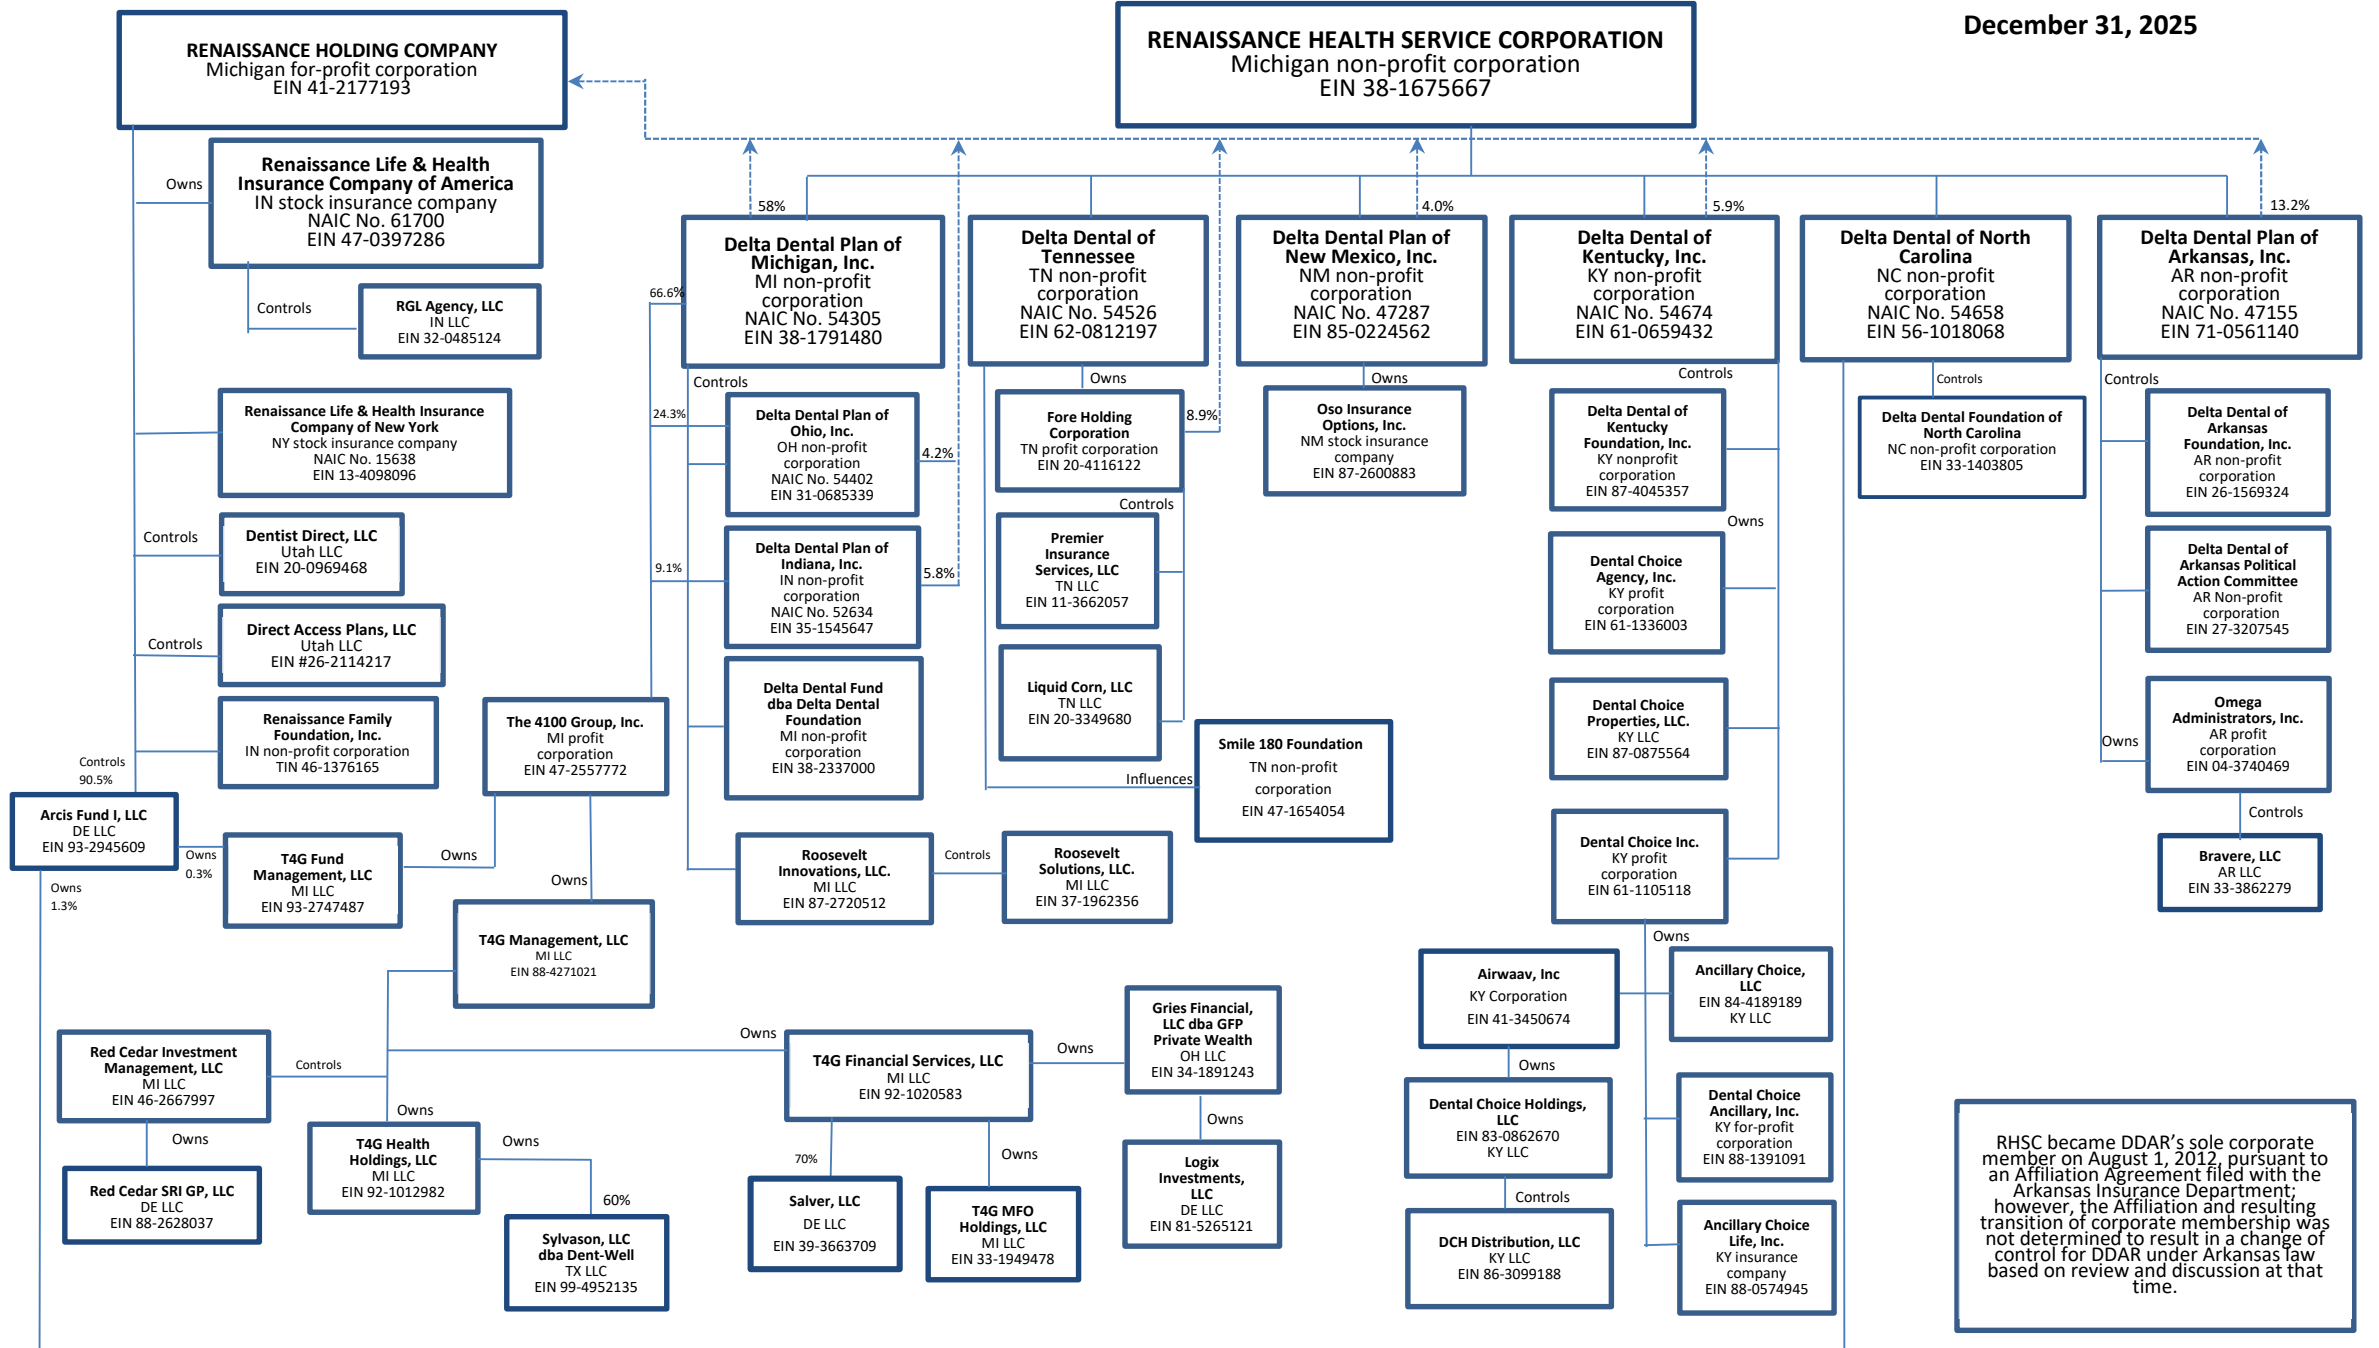 December 31, 2025
RENAISSANCE HOLDING COMPANY
Michigan for-profit corporation
EIN 41-2177193
RENAISSANCE HEALTH SERVICE CORPORATION
Michigan non-profit corporation
EIN 38-1675667
Owns
Renaissance Life & Health
Insurance Company of America
IN stock insurance company
NAIC No. 61700
EIN 47-0397286
Controls
RGL Agency, LLC
IN LLC
EIN 32-0485124
Renaissance Life & Health Insurance
Company of New York
NY stock insurance company
NAIC No. 15638
EIN 13-4098096
Controls
Dentist Direct, LLC
Utah LLC
EIN 20-0969468
Controls
Direct Access Plans, LLC
Utah LLC
EIN #26-2114217
Renaissance Family
Foundation, Inc.
IN non-profit corporation
TIN 46-1376165
Controls
90.5%
Arcis Fund I, LLC
DE LLC
EIN 93-2945609
Owns
0.3%
Owns
1.3%
T4G Fund
Management, LLC
MI LLC
EIN 93-2747487
Owns
58%
Delta Dental Plan of
Michigan, Inc.
MI non-profit
corporation
NAIC No. 54305
EIN 38-1791480
66.6%
Controls
24.3%
Delta Dental Plan of
Ohio, Inc.
OH non-profit
corporation
NAIC No. 54402
EIN 31-0685339
4.2%
9.1%
Delta Dental Plan of
Indiana, Inc.
IN non-profit
corporation
NAIC No. 52634
EIN 35-1545647
5.8%
Delta Dental Fund
dba Delta Dental
Foundation
MI non-profit
corporation
EIN 38-2337000
The 4100 Group, Inc.
MI profit
corporation
EIN 47-2557772
Owns
Roosevelt
Innovations, LLC.
MI LLC
EIN 87-2720512
Controls
Roosevelt
Solutions, LLC.
MI LLC
EIN 37-1962356
T4G Management, LLC
MI LLC
EIN 88-4271021
Red Cedar Investment
Management, LLC
MI LLC
EIN 46-2667997
Controls
Owns
Red Cedar SRI GP, LLC
DE LLC
EIN 88-2628037
Owns
T4G Health
Holdings, LLC
MI LLC
EIN 92-1012982
Owns
60%
Sylvason, LLC
dba Dent-Well
TX LLC
EIN 99-4952135
Owns
T4G Financial Services, LLC
MI LLC
EIN 92-1020583
Owns
Gries Financial,
LLC dba GFP
Private Wealth
OH LLC
EIN 34-1891243
Owns
Logix
Investments,
LLC
DE LLC
EIN 81-5265121
70%
Salver, LLC
DE LLC
EIN 39-3663709
Owns
T4G MFO
Holdings, LLC
MI LLC
EIN 33-1949478
Delta Dental of
Tennessee
TN non-profit
corporation
NAIC No. 54526
EIN 62-0812197
Owns
Fore Holding
Corporation
TN profit corporation
EIN 20-4116122
8.9%
Controls
Premier
Insurance
Services, LLC
TN LLC
EIN 11-3662057
Liquid Corn, LLC
TN LLC
EIN 20-3349680
Influences
Smile 180 Foundation
TN non-profit
corporation
EIN 47-1654054
4.0%
Delta Dental Plan of
New Mexico, Inc.
NM non-profit
corporation
NAIC No. 47287
EIN 85-0224562
Owns
Oso Insurance
Options, Inc.
NM stock insurance
company
EIN 87-2600883
5.9%
Delta Dental of
Kentucky, Inc.
KY non-profit
corporation
NAIC No. 54674
EIN 61-0659432
Controls
Delta Dental of
Kentucky
Foundation, Inc.
KY nonprofit
corporation
EIN 87-4045357
Owns
Dental Choice
Agency, Inc.
KY profit
corporation
EIN 61-1336003
Dental Choice
Properties, LLC.
KY LLC
EIN 87-0875564
Dental Choice Inc.
KY profit
corporation
EIN 61-1105118
Owns
Airwaav, Inc
KY Corporation
EIN 41-3450674
Ancillary Choice,
LLC
EIN 84-4189189
KY LLC
Owns
Dental Choice Holdings,
LLC
EIN 83-0862670
KY LLC
Controls
DCH Distribution, LLC
KY LLC
EIN 86-3099188
Dental Choice
Ancillary, Inc.
KY for-profit
corporation
EIN 88-1391091
Ancillary Choice
Life, Inc.
KY insurance
company
EIN 88-0574945
Delta Dental of North
Carolina
NC non-profit
corporation
NAIC No. 54658
EIN 56-1018068
Controls
Delta Dental Foundation of
North Carolina
NC non-profit corporation
EIN 33-1403805
13.2%
Delta Dental Plan of
Arkansas, Inc.
AR non-profit
corporation
NAIC No. 47155
EIN 71-0561140
Controls
Delta Dental of
Arkansas
Foundation, Inc.
AR non-profit
corporation
EIN 26-1569324
Delta Dental of
Arkansas Political
Action Committee
AR Non-profit
corporation
EIN 27-3207545
Owns
Omega
Administrators, Inc.
AR profit
corporation
EIN 04-3740469
Controls
Bravere, LLC
AR LLC
EIN 33-3862279
RHSC became DDAR’s sole corporate
member on August 1, 2012, pursuant to
an Affiliation Agreement filed with the
Arkansas Insurance Department;
however, the Affiliation and resulting
transition of corporate membership was
not determined to result in a change of
control for DDAR under Arkansas law
based on review and discussion at that
time.
Owns